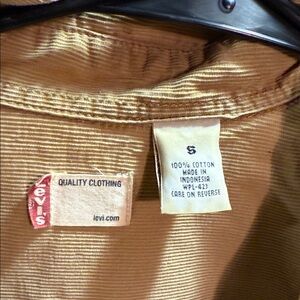 Levi's
QUALITY CLOTHING
levi.com
S
100% COTTON
MADE IN
INDONESIA
WPL-423
CARE ON REVERSE